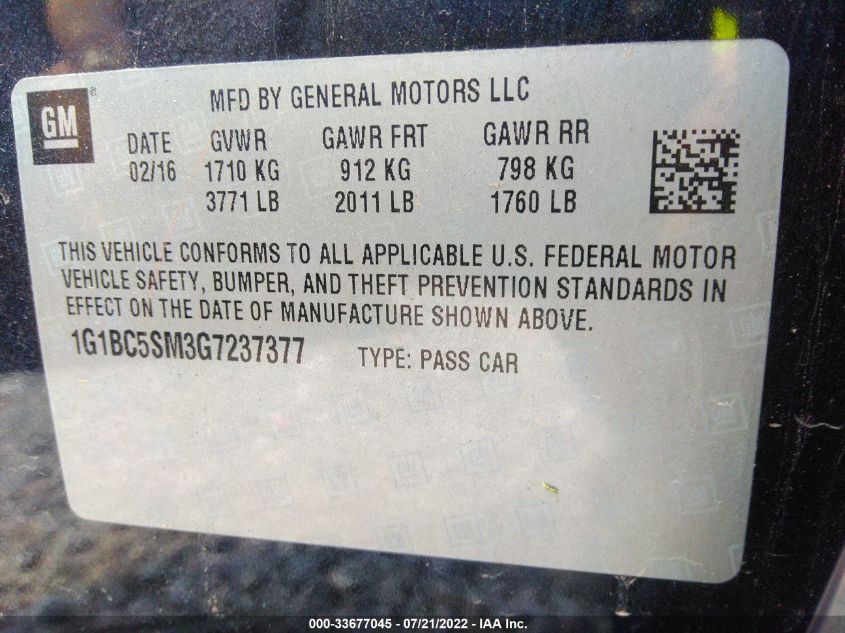 MFD BY GENERAL MOTORS LLC
GM ®
DATE GVWR GAWR FRT GAWR RR
02/16 1710 KG 912 KG 798 KG
3771 LB 2011 LB 1760 LB
THIS VEHICLE CONFORMS TO ALL APPLICABLE U.S. FEDERAL MOTOR
VEHICLE SAFETY, BUMPER, AND THEFT PREVENTION STANDARDS IN
EFFECT ON THE DATE OF MANUFACTURE SHOWN ABOVE.
1G1BC5SM3G7237377 TYPE: PASS CAR
000-33677045 - 07/21/2022 - IAA Inc.